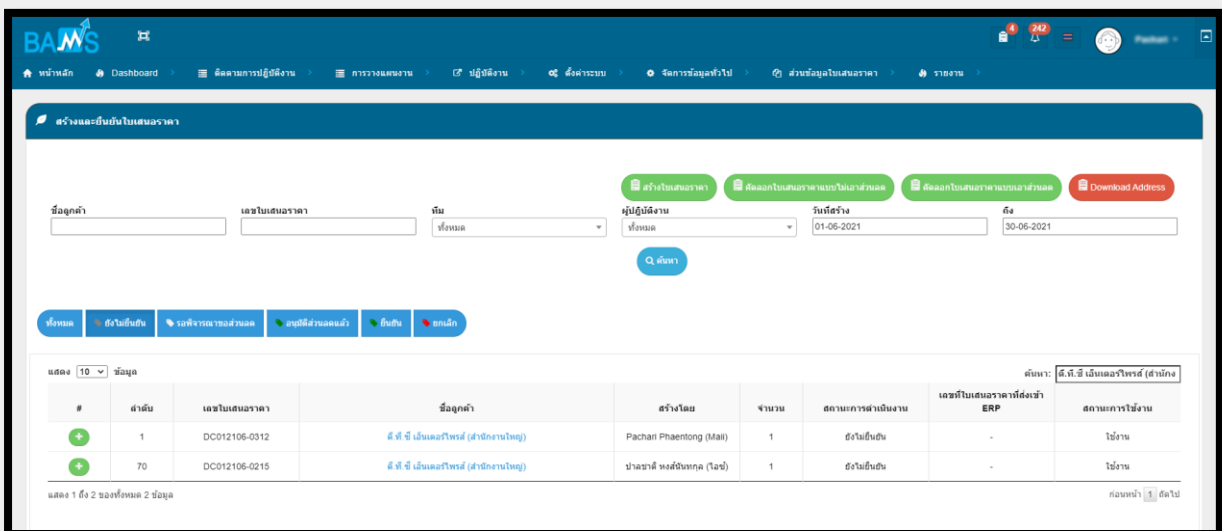 BAMS
4 242
หน้าหลัก Dashboard ติดตามการปฏิบัติงาน การวางแผนงาน ปฏิบัติงาน ตั้งค่าระบบ จัดการข้อมูลทั่วไป ส่วนข้อมูลใบเสนอราคา รายงาน
สร้างและยืนยันใบเสนอราคา
สร้างใบเสนอราคา คัดลอกใบเสนอราคาแบบไม่เอาส่วนลด คัดลอกใบเสนอราคาแบบเอาส่วนลด Download Address
ชื่อลูกค้า เลขใบเสนอราคา ทีม ผู้ปฏิบัติงาน วันที่สร้าง ถึง
ทั้งหมด ทั้งหมด 01-06-2021 30-06-2021
ค้นหา
ทั้งหมด ยังไม่ยืนยัน รอพิจารณาขอส่วนลด อนุมัติส่วนลดแล้ว ยืนยัน ยกเลิก
แสดง 10 ข้อมูล ค้นหา: ดี.ที.ซี เอ็นเตอร์ไพรส์ (สำนักง
# ลำดับ เลขใบเสนอราคา ชื่อลูกค้า สร้างโดย จำนวน สถานะการดำเนินงาน เลขที่ใบเสนอราคาที่ส่งเข้า ERP สถานะการใช้งาน
1 DC012106-0312 ดี.ที.ซี เอ็นเตอร์ไพรส์ (สำนักงานใหญ่) Pachari Phaentong (Maii) 1 ยังไม่ยืนยัน - ใช้งาน
70 DC012106-0215 ดี.ที.ซี เอ็นเตอร์ไพรส์ (สำนักงานใหญ่) 1 ยังไม่ยืนยัน - ใช้งาน
แสดง 1 ถึง 2 ของทั้งหมด 2 ข้อมูล ก่อนหน้า 1 ถัดไป